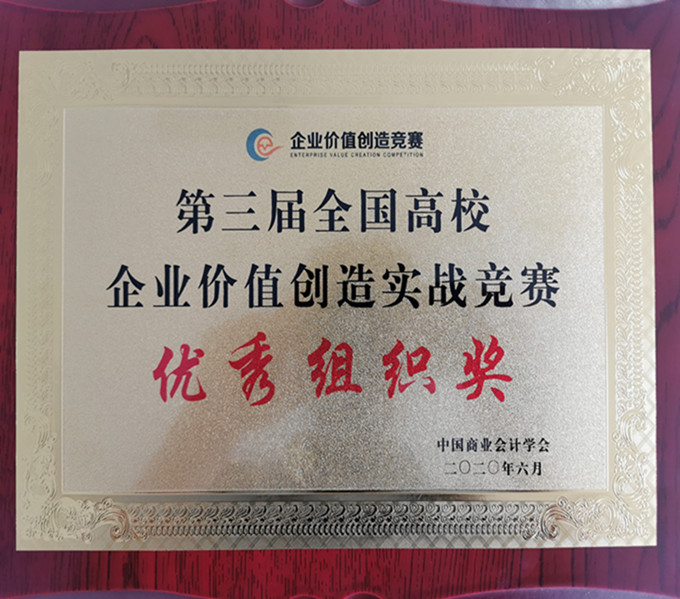 企业价值创造竞赛
ENTERPRISE VALUE CREATION COMPETITION
第三届全国高校
企业价值创造实战竞赛
优秀组织奖
中国商业会计学会
二〇二〇年六月